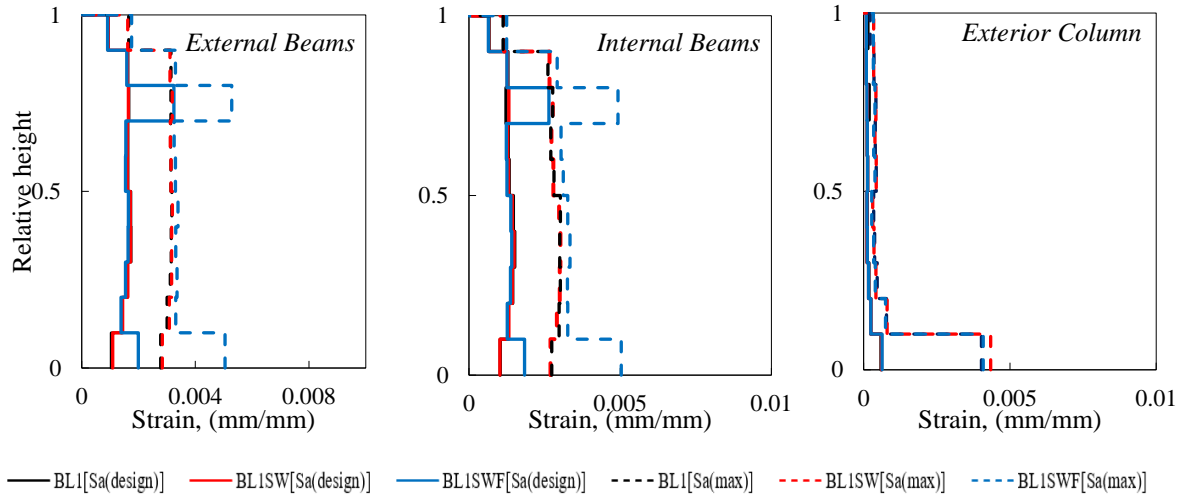 External Beams
Internal Beams
Exterior Column
Relative height
1
0.5
0
0
0.004
0.008
Strain, (mm/mm)
1
0.5
0
0
0.005
0.01
Strain, (mm/mm)
1
0.5
0
0
0.005
0.01
Strain, (mm/mm)
BL1[Sa(design)] BL1SW[Sa(design)] BL1SWF[Sa(design)] BL1[Sa(max)] BL1SW[Sa(max)] BL1SWF[Sa(max)]